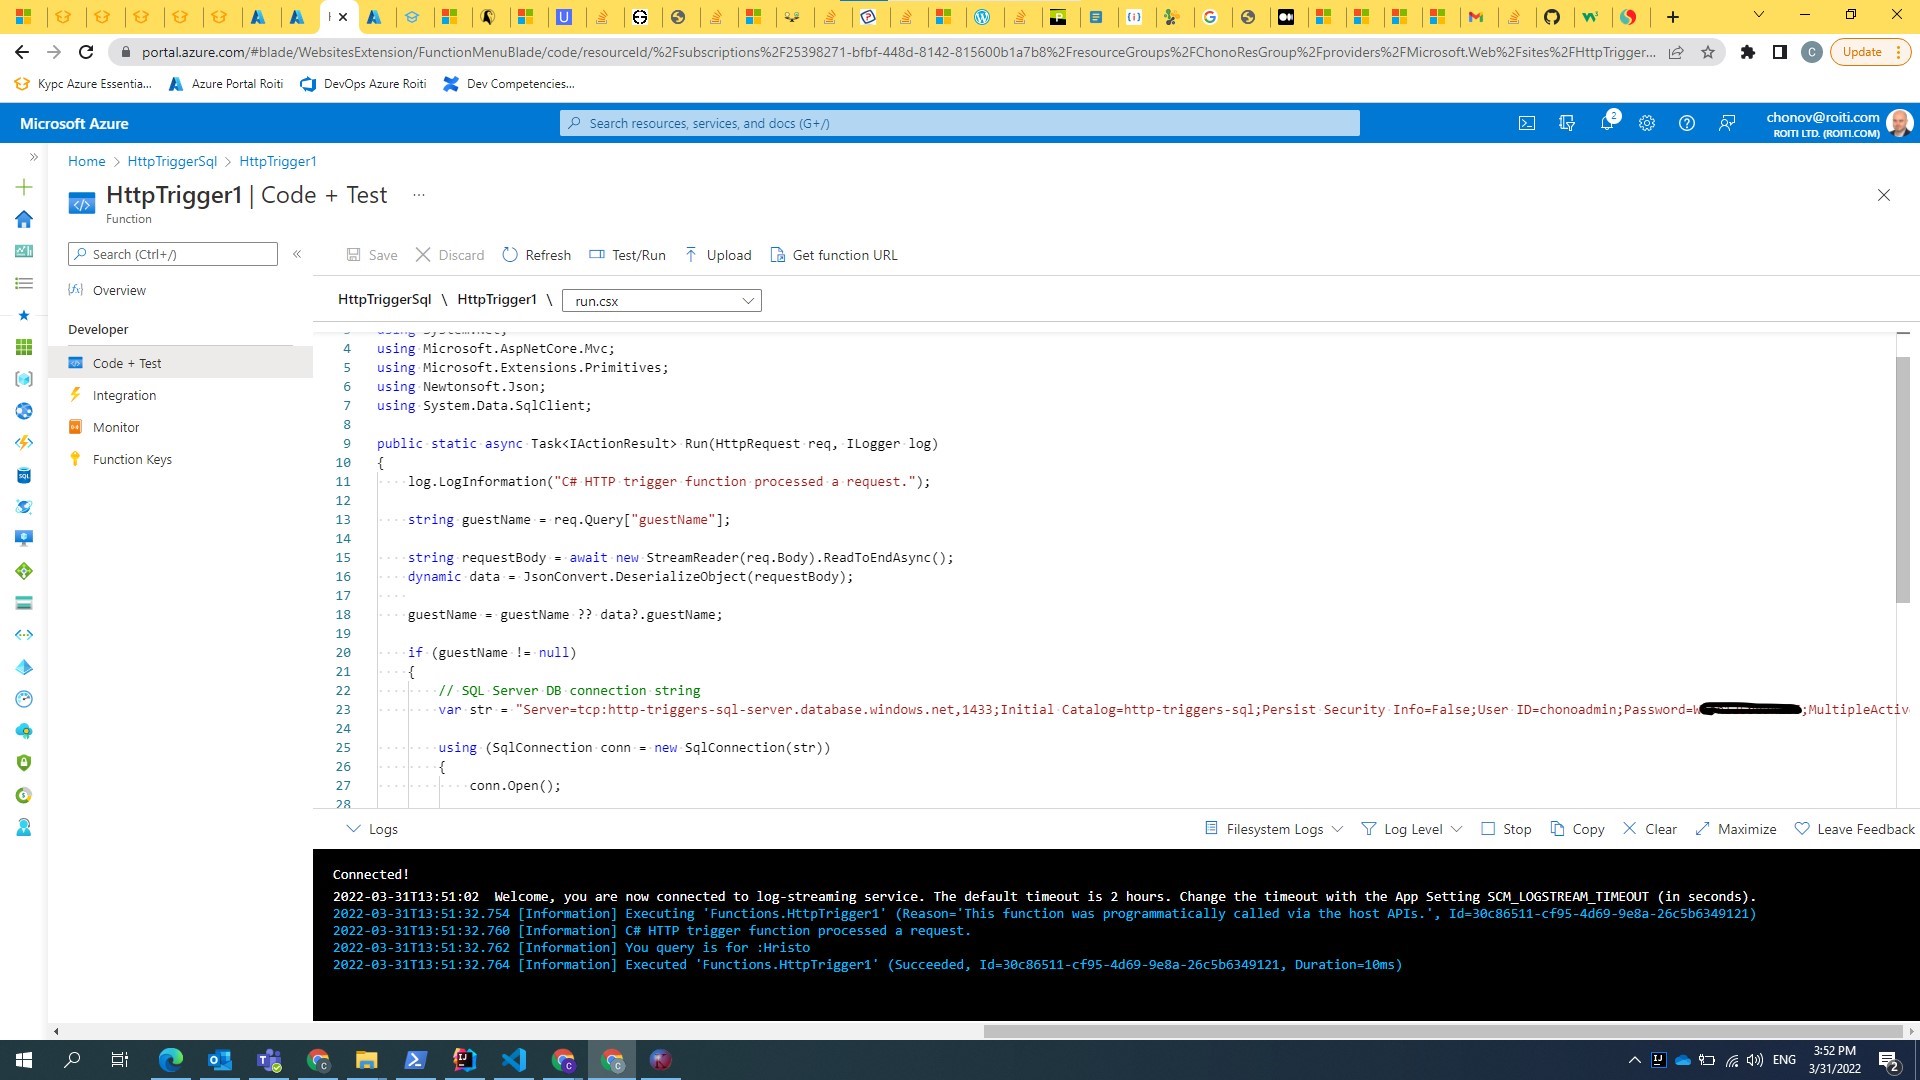 portal.azure.com/#blade/WebsitesExtension/FunctionMenuBlade/code/resourceId/%2Fsubscriptions%2F25398271-bfbf-448d-8142-815600b1a7b8%2FresourceGroups%2FChonoResGroup%2Fproviders%2FMicrosoft.Web%2Fsites%2FHttpTrigger...
Update
Курс Azure Essentia...
Azure Portal Roiti
DevOps Azure Roiti
Dev Competencies...
Microsoft Azure
Search resources, services, and docs (G+/)
2
chonov@roiti.com
ROITI LTD. (ROITI.COM)
Home > HttpTriggerSql > HttpTrigger1
HttpTrigger1 | Code + Test ...
Function
Search (Ctrl+/)
Overview
Developer
Code + Test
Integration
Monitor
Function Keys
Save
Discard
Refresh
Test/Run
Upload
Get function URL
HttpTriggerSql \ HttpTrigger1 \ run.csx
4 using Microsoft.AspNetCore.Mvc;
5 using Microsoft.Extensions.Primitives;
6 using Newtonsoft.Json;
7 using System.Data.SqlClient;
8
9 public static async Task<IActionResult> Run(HttpRequest req, ILogger log)
10 {
11 log.LogInformation("C# HTTP trigger function processed a request.");
12
13 string guestName = req.Query["guestName"];
14
15 string requestBody = await new StreamReader(req.Body).ReadToEndAsync();
16 dynamic data = JsonConvert.DeserializeObject(requestBody);
17
18 guestName = guestName ?? data?.guestName;
19
20 if (guestName != null)
21 {
22 // SQL Server DB connection string
23 var str = "Server=tcp:http-triggers-sql-server.database.windows.net,1433;Initial Catalog=http-triggers-sql;Persist Security Info=False;User ID=chonoadmin;Password= ;MultipleActiv
24
25 using (SqlConnection conn = new SqlConnection(str))
26 {
27 conn.Open();
28
Logs
Filesystem Logs
Log Level
Stop
Copy
Clear
Maximize
Leave Feedback
Connected!
2022-03-31T13:51:02 Welcome, you are now connected to log-streaming service. The default timeout is 2 hours. Change the timeout with the App Setting SCM_LOGSTREAM_TIMEOUT (in seconds).
2022-03-31T13:51:32.754 [Information] Executing 'Functions.HttpTrigger1' (Reason='This function was programmatically called via the host APIs.', Id=30c86511-cf95-4d69-9e8a-26c5b6349121)
2022-03-31T13:51:32.760 [Information] C# HTTP trigger function processed a request.
2022-03-31T13:51:32.762 [Information] You query is for :Hristo
2022-03-31T13:51:32.764 [Information] Executed 'Functions.HttpTrigger1' (Succeeded, Id=30c86511-cf95-4d69-9e8a-26c5b6349121, Duration=10ms)
ENG
3:52 PM
3/31/2022
2